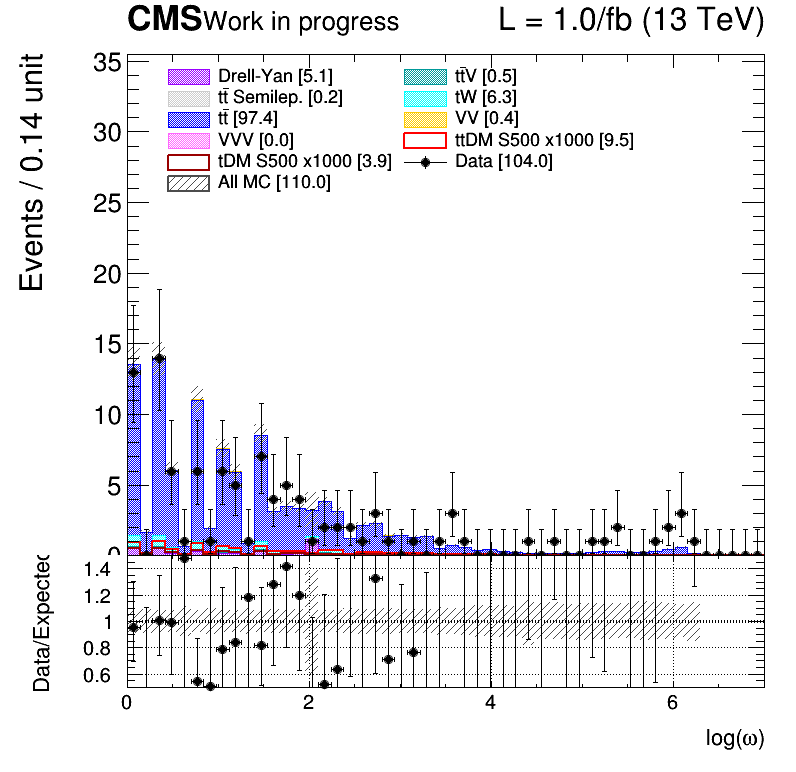 CMS Work in progress L = 1.0/fb (13 TeV)
Events / 0.14 unit
35
30
25
20
15
10
5
0
Drell-Yan [5.1] tt̄V [0.5]
tt̄ Semilep. [0.2] tW [6.3]
tt̄ [97.4] VV [0.4]
VVV [0.0] ttDM S500 x1000 [9.5]
tDM S500 x1000 [3.9] Data [104.0]
All MC [110.0]
Data/Expected
1.4
1.2
1
0.8
0.6
0 2 4 6
log(ω)